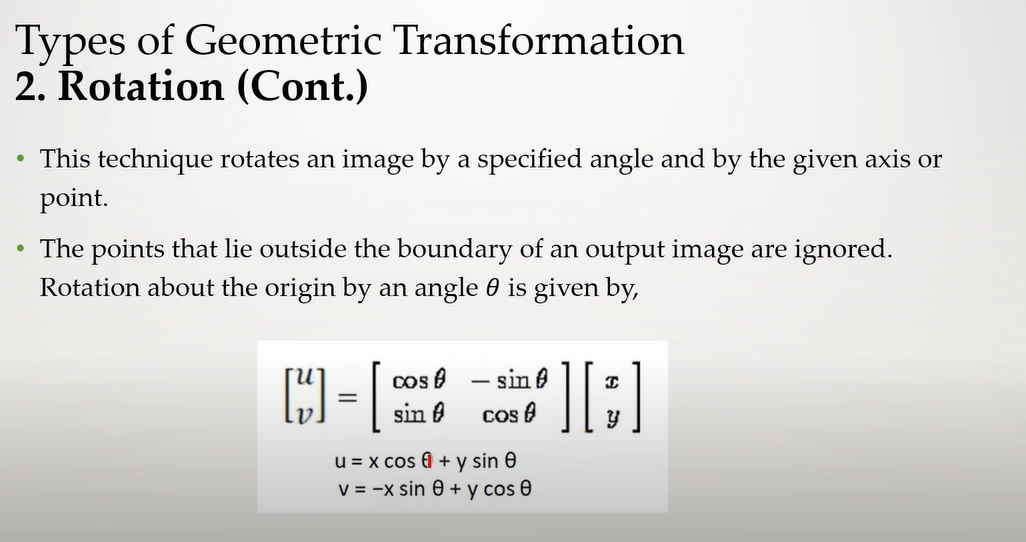 Types of Geometric Transformation
2. Rotation (Cont.)
• This technique rotates an image by a specified angle and by the given axis or
point.
• The points that lie outside the boundary of an output image are ignored.
Rotation about the origin by an angle θ is given by,
[u v] = [cos θ − sin θ sin θ cos θ] [x y]
u = x cos θ + y sin θ
v = −x sin θ + y cos θ